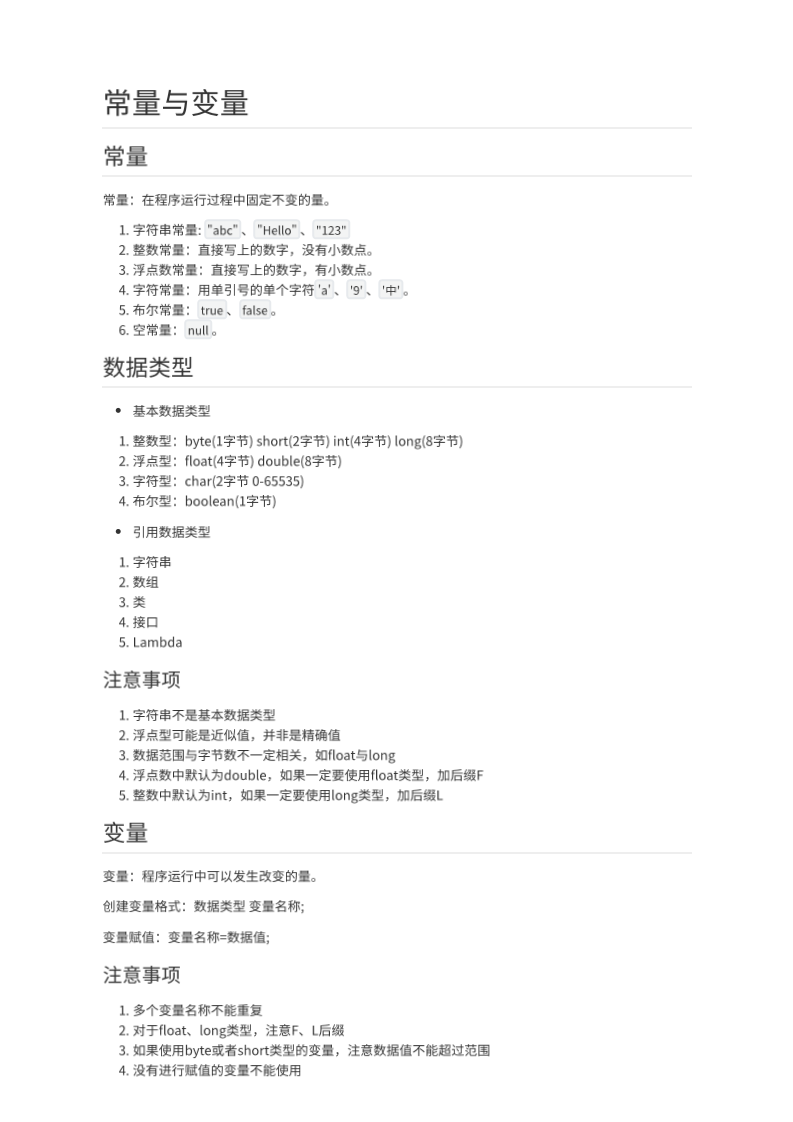 常量与变量
常量
常量：在程序运行过程中固定不变的量。
1. 字符串常量: "abc"、"Hello"、"123"
2. 整数常量：直接写上的数字，没有小数点。
3. 浮点数常量：直接写上的数字，有小数点。
4. 字符常量：用单引号的单个字符'a'、'9'、'中'。
5. 布尔常量：true、false。
6. 空常量：null。
数据类型
• 基本数据类型
1. 整数型：byte(1字节) short(2字节) int(4字节) long(8字节)
2. 浮点型：float(4字节) double(8字节)
3. 字符型：char(2字节 0-65535)
4. 布尔型：boolean(1字节)
• 引用数据类型
1. 字符串
2. 数组
3. 类
4. 接口
5. Lambda
注意事项
1. 字符串不是基本数据类型
2. 浮点型可能是近似值，并非是精确值
3. 数据范围与字节数不一定相关，如float与long
4. 浮点数中默认为double，如果一定要使用float类型，加后缀F
5. 整数中默认为int，如果一定要使用long类型，加后缀L
变量
变量：程序运行中可以发生改变的量。
创建变量格式：数据类型 变量名称;
变量赋值：变量名称=数据值;
注意事项
1. 多个变量名称不能重复
2. 对于float、long类型，注意F、L后缀
3. 如果使用byte或者short类型的变量，注意数据值不能超过范围
4. 没有进行赋值的变量不能使用